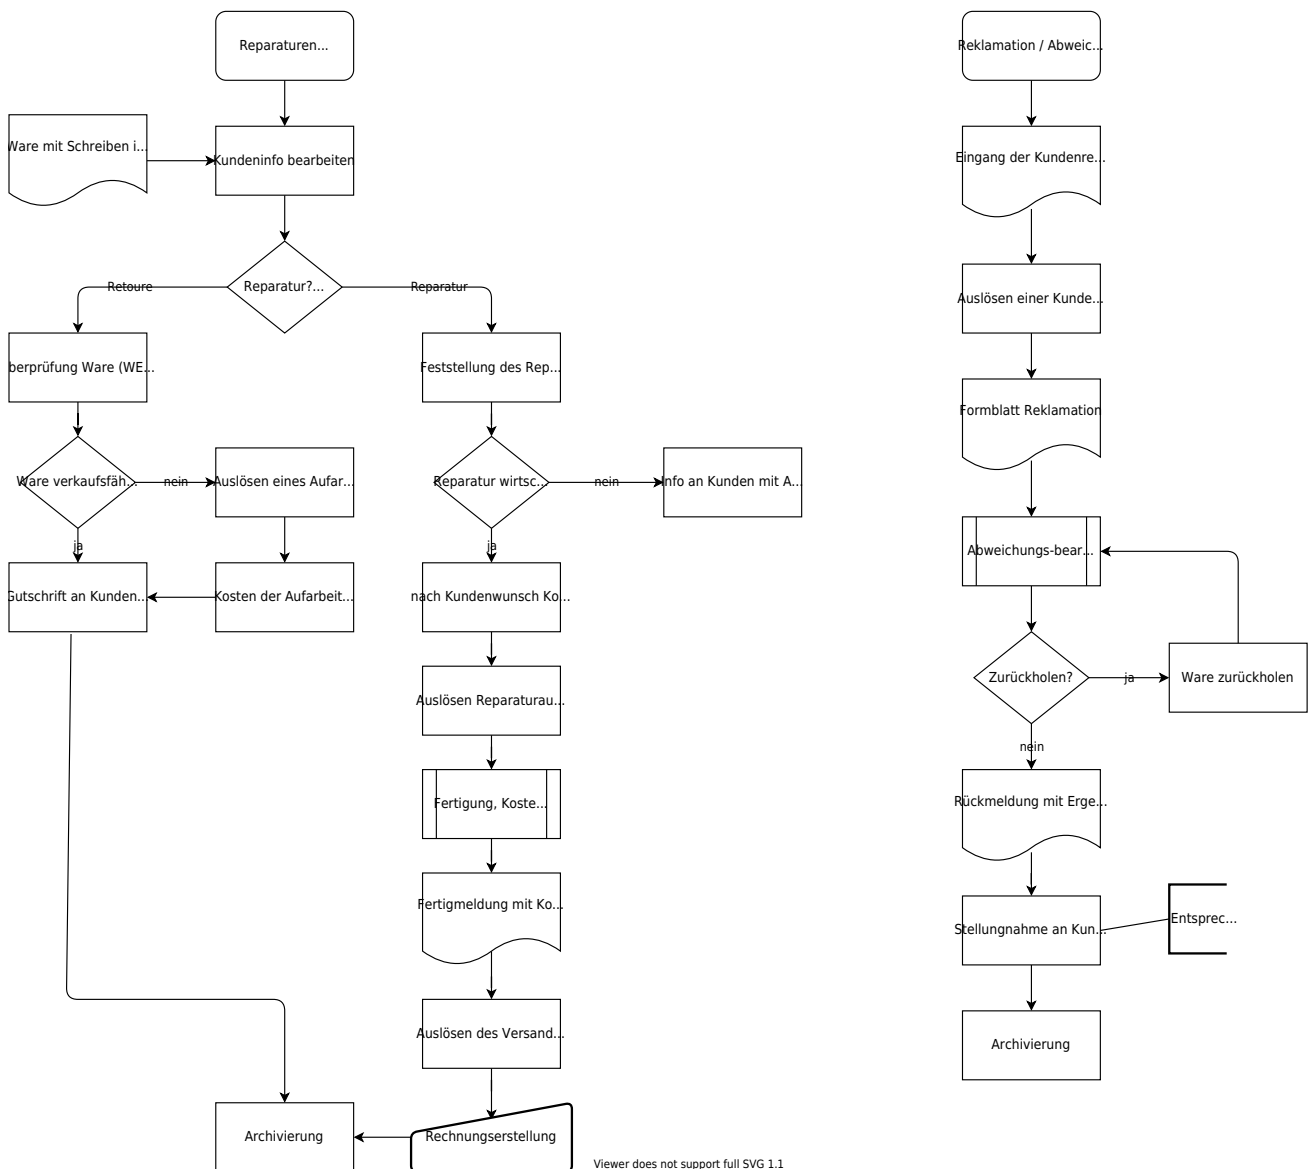 Reparaturen...
Ware mit Schreiben i...
Kundeninfo bearbeiten
Reparatur?...
Retoure
Reparatur
berprüfung Ware (WE...
Feststellung des Rep...
Ware verkaufsfäh...
nein
Auslösen eines Aufar...
Reparatur wirtsc...
nein
Info an Kunden mit A...
ja
ja
Gutschrift an Kunden...
Kosten der Aufarbeit...
nach Kundenwunsch Ko...
Auslösen Reparaturau...
Fertigung, Koste...
Fertigmeldung mit Ko...
Auslösen des Versand...
Rechnungserstellung
Archivierung
Reklamation / Abweic...
Eingang der Kundenre...
Auslösen einer Kunde...
Formblatt Reklamation
Abweichungs-bear...
Zurückholen?
ja
Ware zurückholen
nein
Rückmeldung mit Erge...
Stellungnahme an Kun...
Entsprec...
Archivierung
Viewer does not support full SVG 1.1